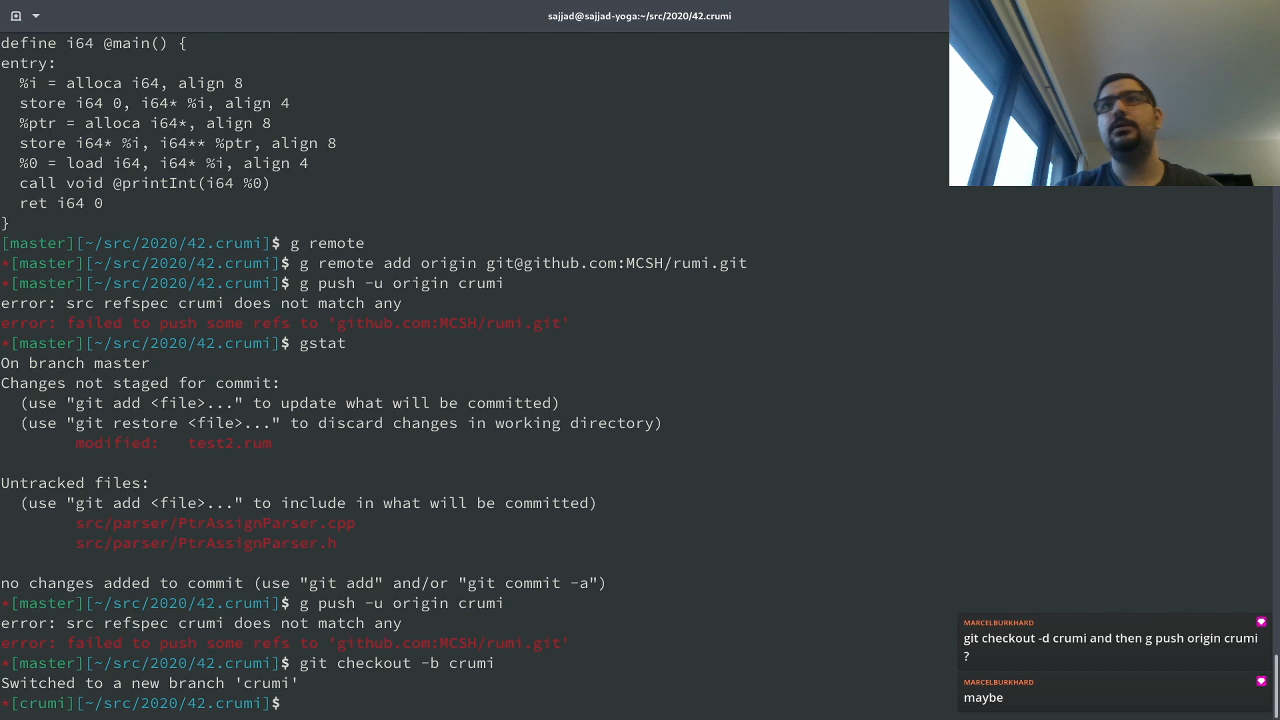 sajjad@sajjad-yoga:~/src/2020/42.crumi
define i64 @main() {
entry:
  %i = alloca i64, align 8
  store i64 0, i64* %i, align 4
  %ptr = alloca i64*, align 8
  store i64* %i, i64** %ptr, align 8
  %0 = load i64, i64* %i, align 4
  call void @printInt(i64 %0)
  ret i64 0
}
[master][~/src/2020/42.crumi]$ g remote
*[master][~/src/2020/42.crumi]$ g remote add origin git@github.com:MCSH/rumi.git
*[master][~/src/2020/42.crumi]$ g push -u origin crumi
error: src refspec crumi does not match any
error: failed to push some refs to 'github.com:MCSH/rumi.git'
*[master][~/src/2020/42.crumi]$ gstat
On branch master
Changes not staged for commit:
  (use "git add <file>..." to update what will be committed)
  (use "git restore <file>..." to discard changes in working directory)
        modified:   test2.rum

Untracked files:
  (use "git add <file>..." to include in what will be committed)
        src/parser/PtrAssignParser.cpp
        src/parser/PtrAssignParser.h

no changes added to commit (use "git add" and/or "git commit -a")
*[master][~/src/2020/42.crumi]$ g push -u origin crumi
error: src refspec crumi does not match any
error: failed to push some refs to 'github.com:MCSH/rumi.git'
*[master][~/src/2020/42.crumi]$ git checkout -b crumi
Switched to a new branch 'crumi'
*[crumi][~/src/2020/42.crumi]$
MARCELBURKHARD
git checkout -d crumi and then g push origin crumi
?
MARCELBURKHARD
maybe